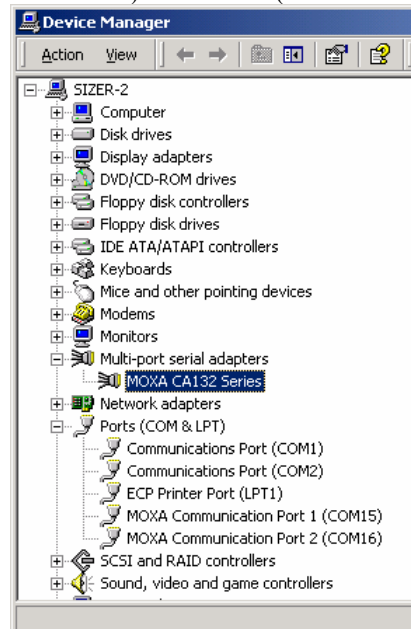 Device Manager
Action View
SIZER-2
Computer
Disk drives
Display adapters
DVD/CD-ROM drives
Floppy disk controllers
Floppy disk drives
IDE ATA/ATAPI controllers
Keyboards
Mice and other pointing devices
Modems
Monitors
Multi-port serial adapters
MOXA CA132 Series
Network adapters
Ports (COM & LPT)
Communications Port (COM1)
Communications Port (COM2)
ECP Printer Port (LPT1)
MOXA Communication Port 1 (COM15)
MOXA Communication Port 2 (COM16)
SCSI and RAID controllers
Sound, video and game controllers